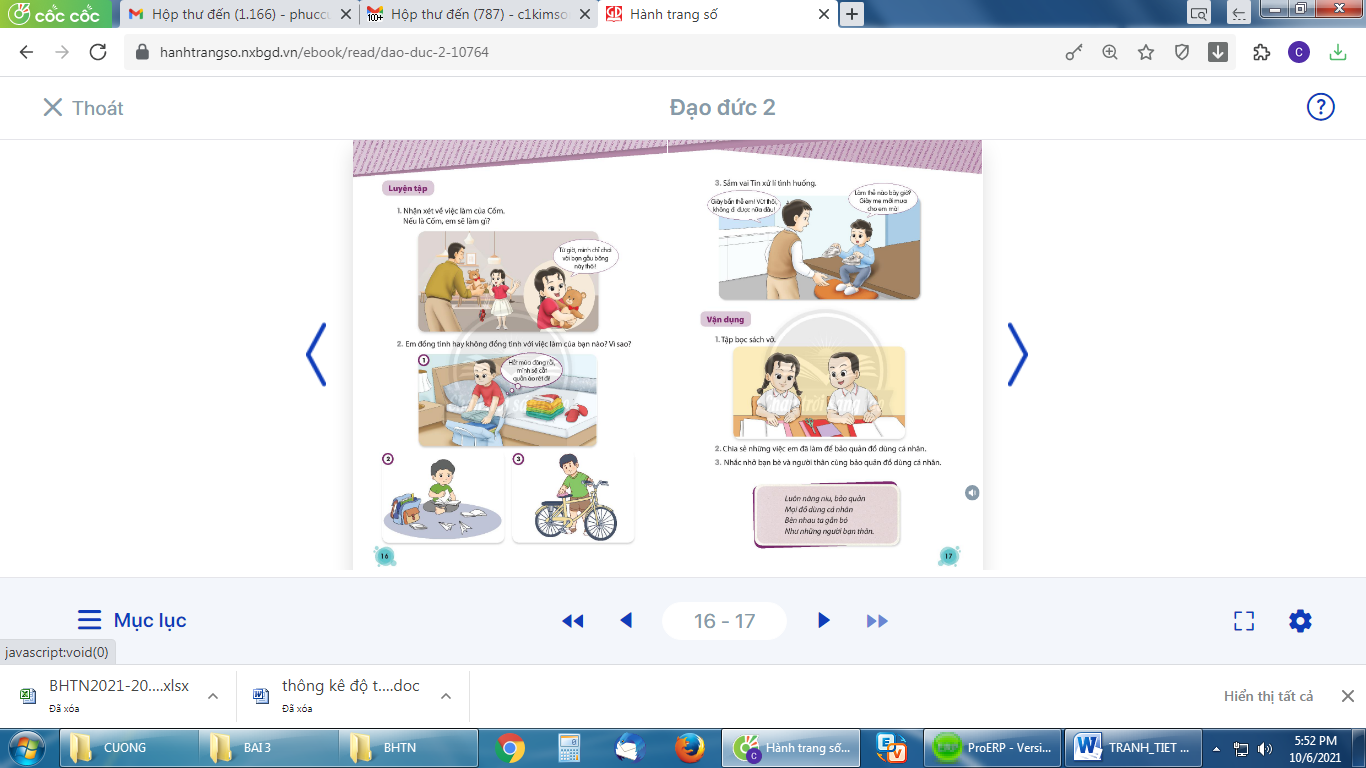 CỐC CỐC
Hộp thư đến (1.166) - phuccu
Hộp thư đến (787) - c1kimso
100+
Hành trang số
hanhtrangso.nxbgd.vn/ebook/read/dao-duc-2-10764
C
Thoát
Đạo đức 2
?
Luyện tập
1. Nhận xét về việc làm của Cốm.
Nếu là Cốm, em sẽ làm gì?
Từ giờ, mình chỉ chơi
với bạn gấu bông
này thôi!
2. Em đồng tình hay không đồng tình với việc làm của bạn nào? Vì sao?
1
Hết mùa đông rồi,
mình sẽ cất
quần áo rét đi!
2
3
16
3. Sắm vai Tin xử lí tình huống.
Giày bẩn thế em! Vứt thôi,
không đi được nữa đâu!
Làm thế nào bây giờ?
Giày mẹ mới mua
cho em mà!
Vận dụng
1. Tập bọc sách vở.
2. Chia sẻ những việc em đã làm để bảo quản đồ dùng cá nhân.
3. Nhắc nhở bạn bè và người thân cùng bảo quản đồ dùng cá nhân.
Luôn nâng niu, bảo quản
Mọi đồ dùng cá nhân
Bên nhau ta gắn bó
Như những người bạn thân.
17
Mục lục
16 - 17
javascript:void(0)
BHTN2021-20....xlsx
Đã xóa
thông kê độ t....doc
Đã xóa
Hiển thị tất cả
CUONG
BAI 3
BHTN
Hành trang số...
ProERP - Versi...
TRANH_TIET ...
5:52 PM
10/6/2021